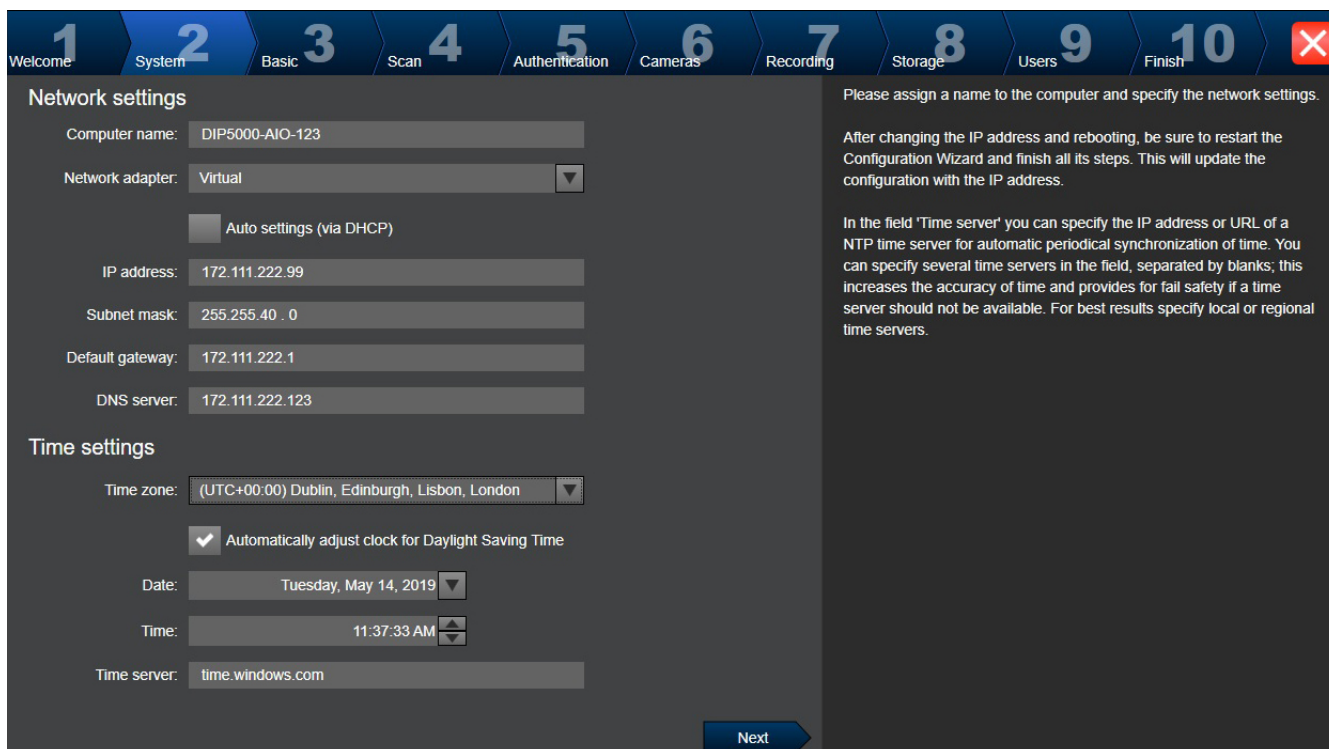 1 Welcome
2 System
3 Basic
4 Scan
5 Authentication
6 Cameras
7 Recording
8 Storage
9 Users
10 Finish
Network settings
Computer name: DIP5000-AIO-123
Network adapter: Virtual
Auto settings (via DHCP)
IP address: 172.111.222.99
Subnet mask: 255.255.40 . 0
Default gateway: 172.111.222.1
DNS server: 172.111.222.123
Time settings
Time zone: (UTC+00:00) Dublin, Edinburgh, Lisbon, London
Automatically adjust clock for Daylight Saving Time
Date: Tuesday, May 14, 2019
Time: 11:37:33 AM
Time server: time.windows.com
Next
Please assign a name to the computer and specify the network settings.
After changing the IP address and rebooting, be sure to restart the
Configuration Wizard and finish all its steps. This will update the
configuration with the IP address.
In the field 'Time server' you can specify the IP address or URL of a
NTP time server for automatic periodical synchronization of time. You
can specify several time servers in the field, separated by blanks; this
increases the accuracy of time and provides for fail safety if a time
server should not be available. For best results specify local or regional
time servers.